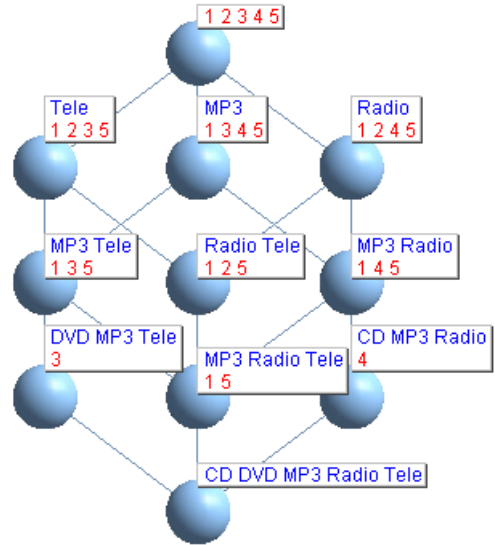 1 2 3 4 5
Tele
1 2 3 5
MP3
1 3 4 5
Radio
1 2 4 5
MP3 Tele
1 3 5
Radio Tele
1 2 5
MP3 Radio
1 4 5
DVD MP3 Tele
3
MP3 Radio Tele
1 5
CD MP3 Radio
4
CD DVD MP3 Radio Tele